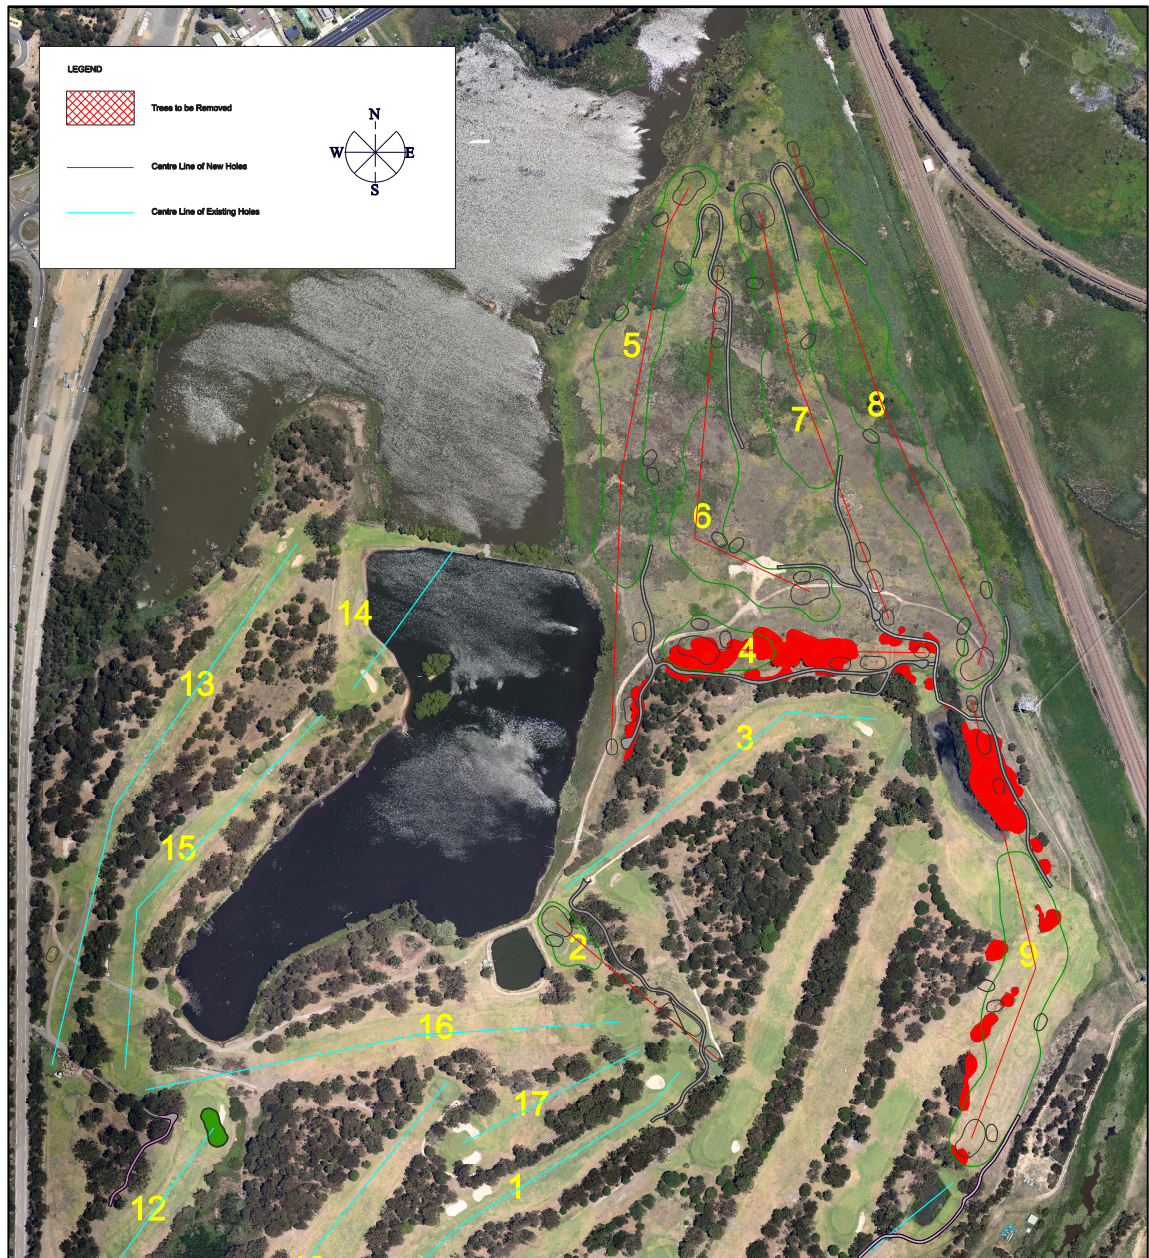 LEGEND
Trees to be Removed
N
W E
S
Centre Line of New Holes
Centre Line of Existing Holes
5
8
7
6
14
4
13
3
15
2
9
16
17
1
12